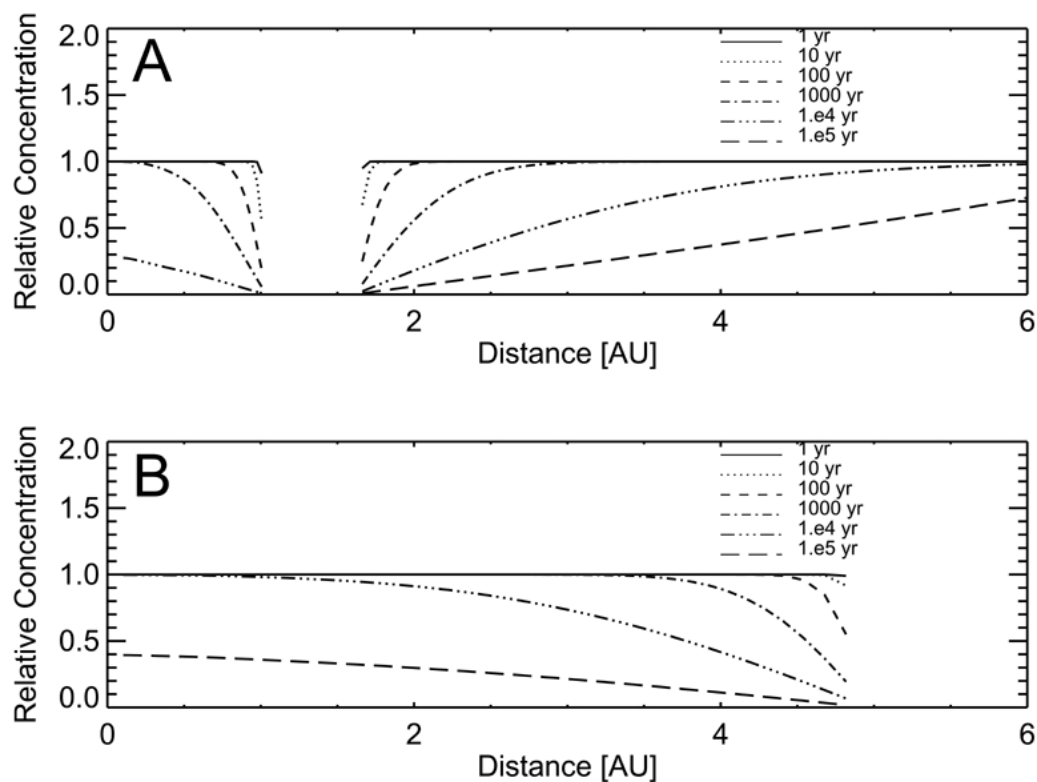 A
2.0
1.5
1.0
0.5
0.0
Relative Concentration
1 yr
10 yr
100 yr
1000 yr
1.e4 yr
1.e5 yr
0
2
4
6
Distance [AU]
B
2.0
1.5
1.0
0.5
0.0
Relative Concentration
1 yr
10 yr
100 yr
1000 yr
1.e4 yr
1.e5 yr
0
2
4
6
Distance [AU]